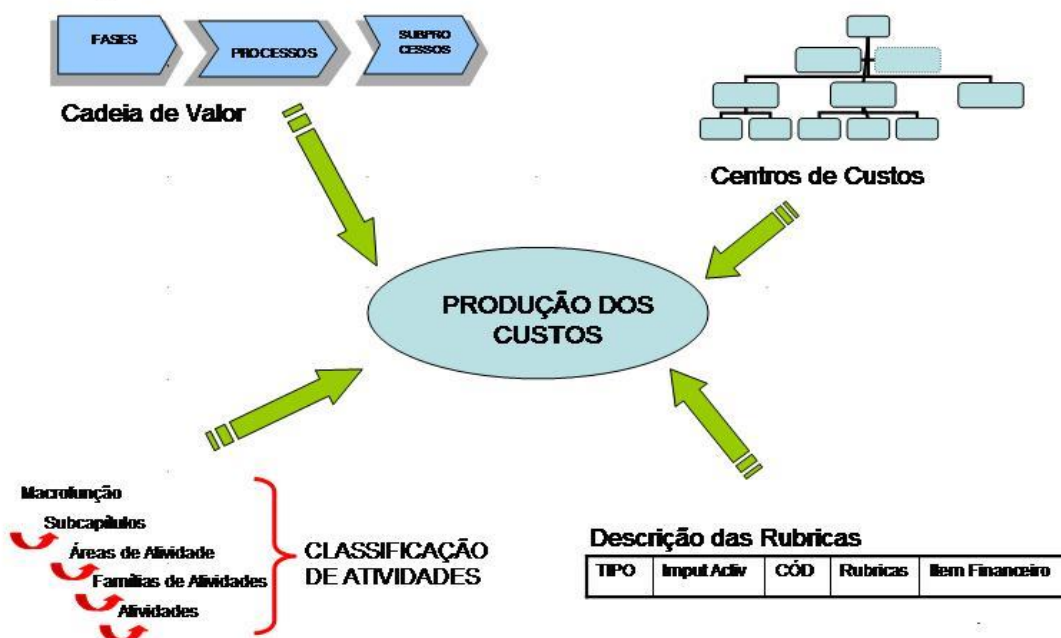 FASES
PROCESSOS
SUBPRO
CESSOS
Cadeia de Valor
Centros de Custos
PRODUÇÃO DOS
CUSTOS
Macrofunção
Subcapítulos
Áreas de Atividade
Famílias de Atividades
Atividades
CLASSIFICAÇÃO
DE ATIVIDADES
Descrição das Rubricas
TIPO Imput Activ CÓD Rubricas Item Financeiro